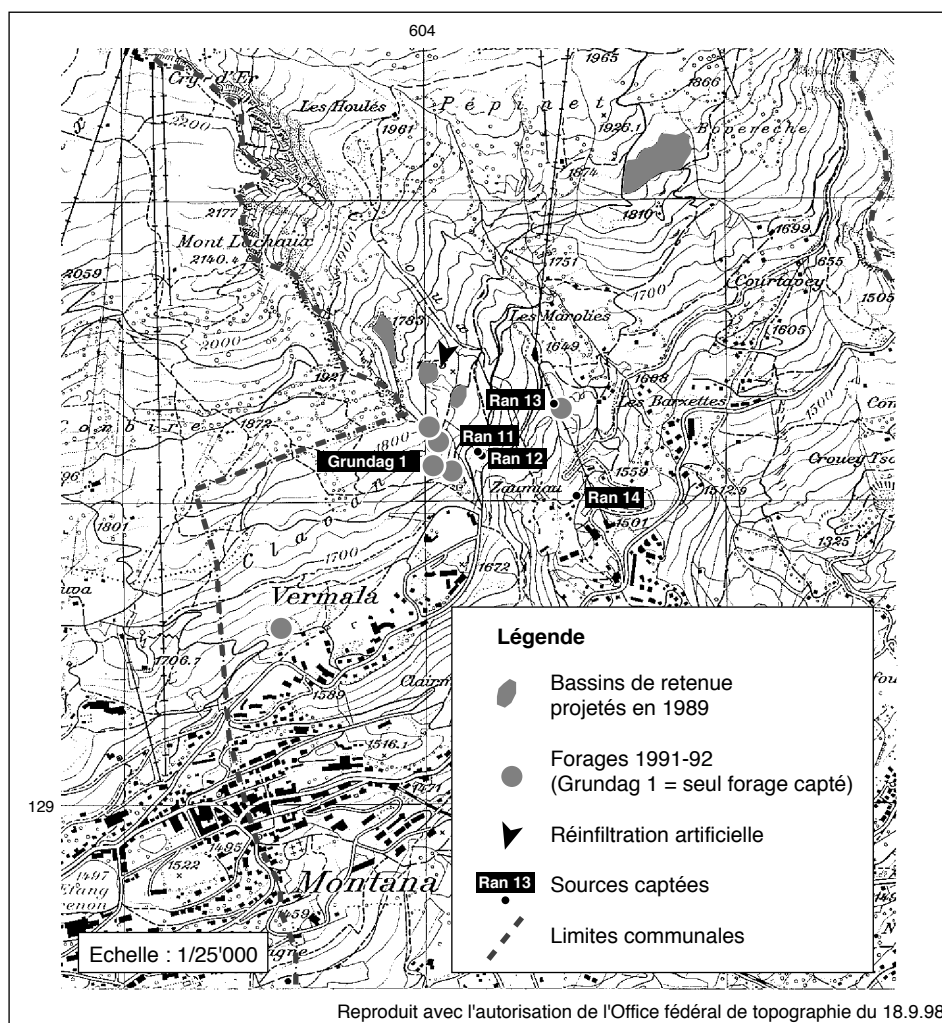 604
Cry-d'Er
Les Houlés
1965
1866
Pépinet
1961
1926.1
2200
1874
1810
2177
Mont Lachaux
2140.4
1699
2059
1751
1700
Courtavey
1505
1785
Les Marolies
1605
2000
1649
192
Ran 13
Les Barzettes
1500
1872
1800
Ran 11
Grundag 1
Ran 12
Zaumiau
1559
Ran 14
1501
1801
1512.9
1325
1700
1672
Vermala
1706.7
1589
1516.1
129
1495
1522
1497
Montana
Légende
Bassins de retenue
projetés en 1989
Forages 1991-92
(Grundag 1 = seul forage capté)
Réinfiltration artificielle
Ran 13
Sources captées
Limites communales
Echelle : 1/25'000
Reproduit avec l'autorisation de l'Office fédéral de topographie du 18.9.98